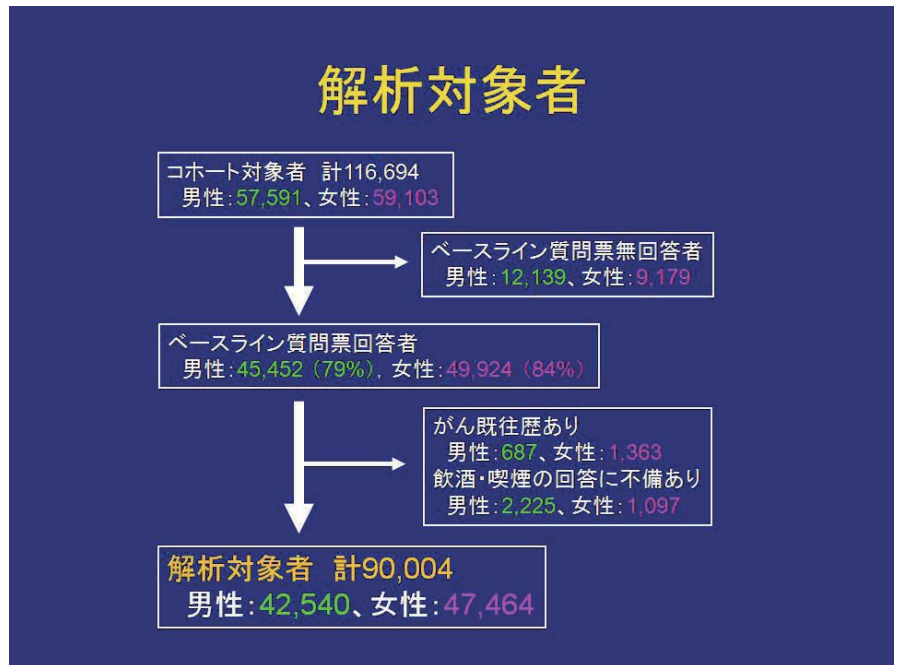 解析対象者
コホート対象者 計116,694
男性:57,591、女性:59,103
ベースライン質問票無回答者
男性:12,139、女性:9,179
ベースライン質問票回答者
男性:45,452（79%）, 女性:49,924（84%）
がん既往歴あり
男性:687、女性:1,363
飲酒・喫煙の回答に不備あり
男性:2,225、女性:1,097
解析対象者 計90,004
男性:42,540、女性:47,464